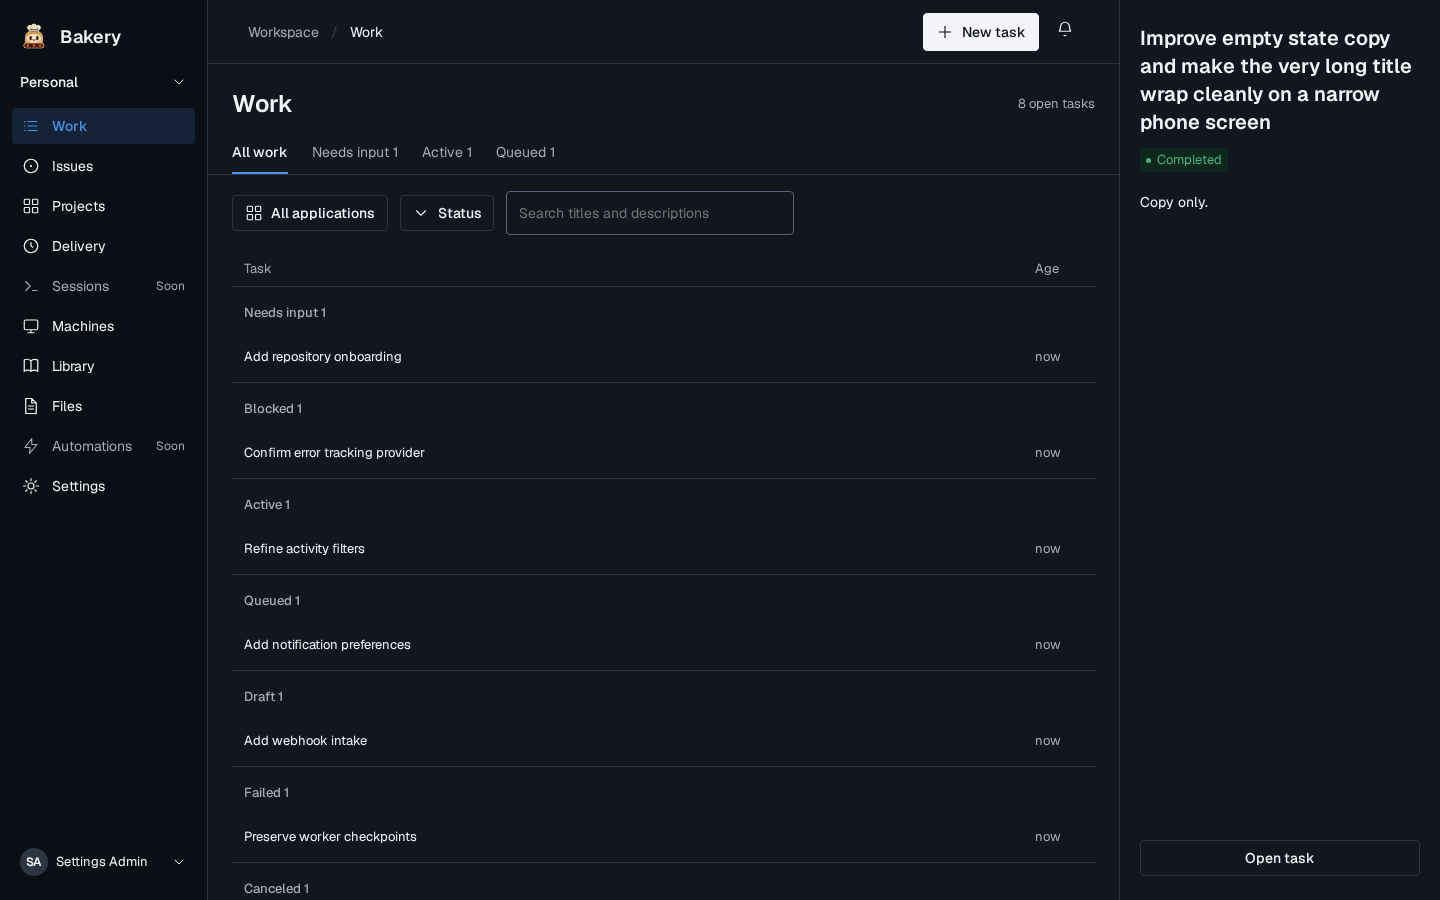 Bakery
Personal
Work
Issues
Projects
Delivery
Sessions Soon
Machines
Library
Files
Automations Soon
Settings
SA Settings Admin
Workspace / Work
New task
Work
8 open tasks
All work Needs input 1 Active 1 Queued 1
All applications Status Search titles and descriptions
Task Age
Needs input 1
Add repository onboarding now
Blocked 1
Confirm error tracking provider now
Active 1
Refine activity filters now
Queued 1
Add notification preferences now
Draft 1
Add webhook intake now
Failed 1
Preserve worker checkpoints now
Canceled 1
Improve empty state copy
and make the very long title
wrap cleanly on a narrow
phone screen
Completed
Copy only.
Open task